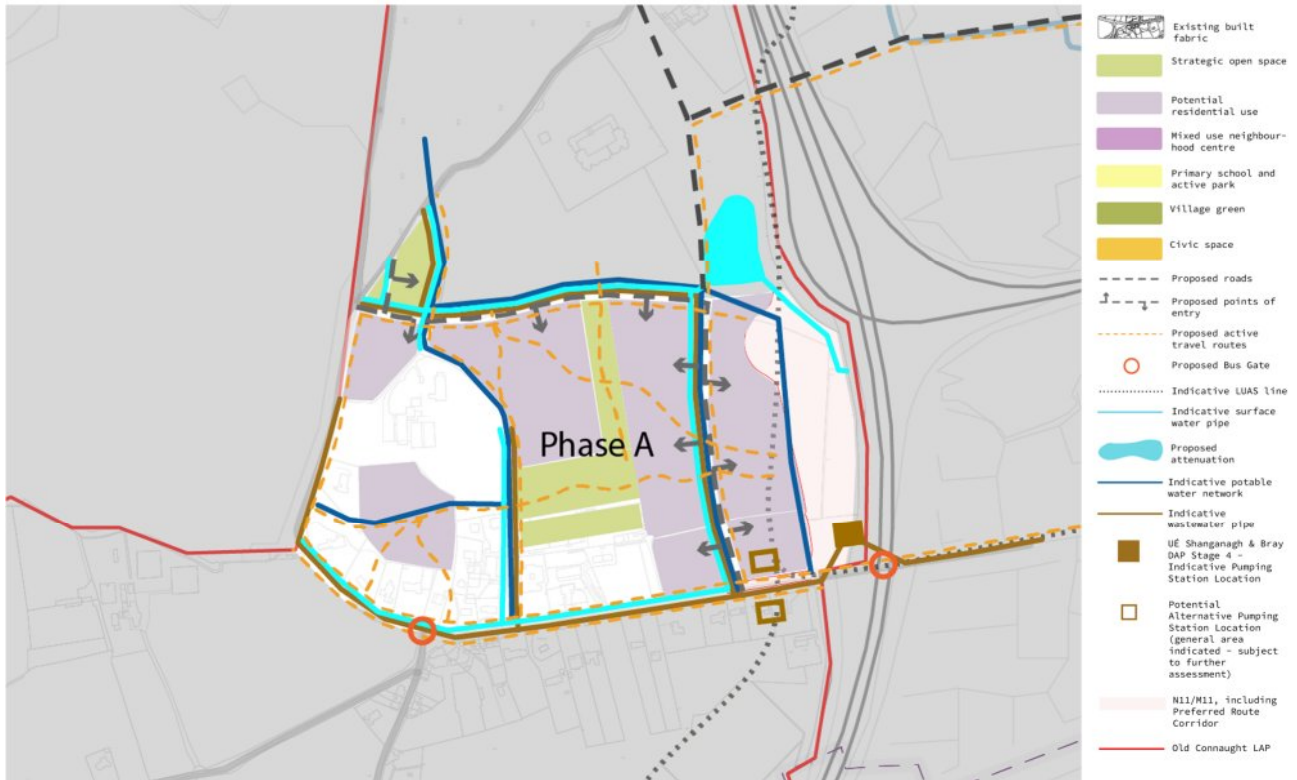 Phase A
Existing built
fabric
Strategic open space
Potential
residential use
Mixed use neighbour-
hood centre
Primary school and
active park
Village green
Civic space
Proposed roads
Proposed points of
entry
Proposed active
travel routes
Proposed Bus Gate
Indicative LUAS line
Indicative surface
water pipe
Proposed
attenuation
Indicative potable
water network
Indicative
wastewater pipe
UÉ Shanganagh & Bray
DAP Stage 4 -
Indicative Pumping
Station Location
Potential
Alternative Pumping
Station Location
(general area
indicated - subject
to further
assessment)
N11/M11, including
Preferred Route
Corridor
Old Connaught LAP